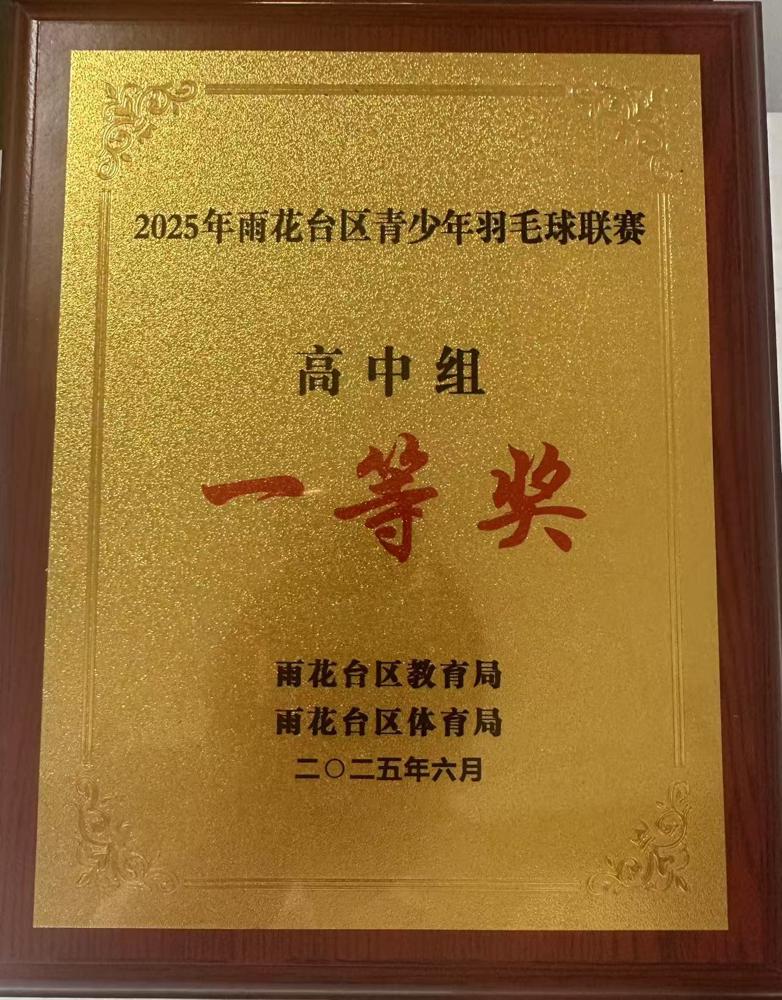 2025年雨花台区青少年羽毛球联赛
高中组
一等奖
雨花台区教育局
雨花台区体育局
二〇二五年六月